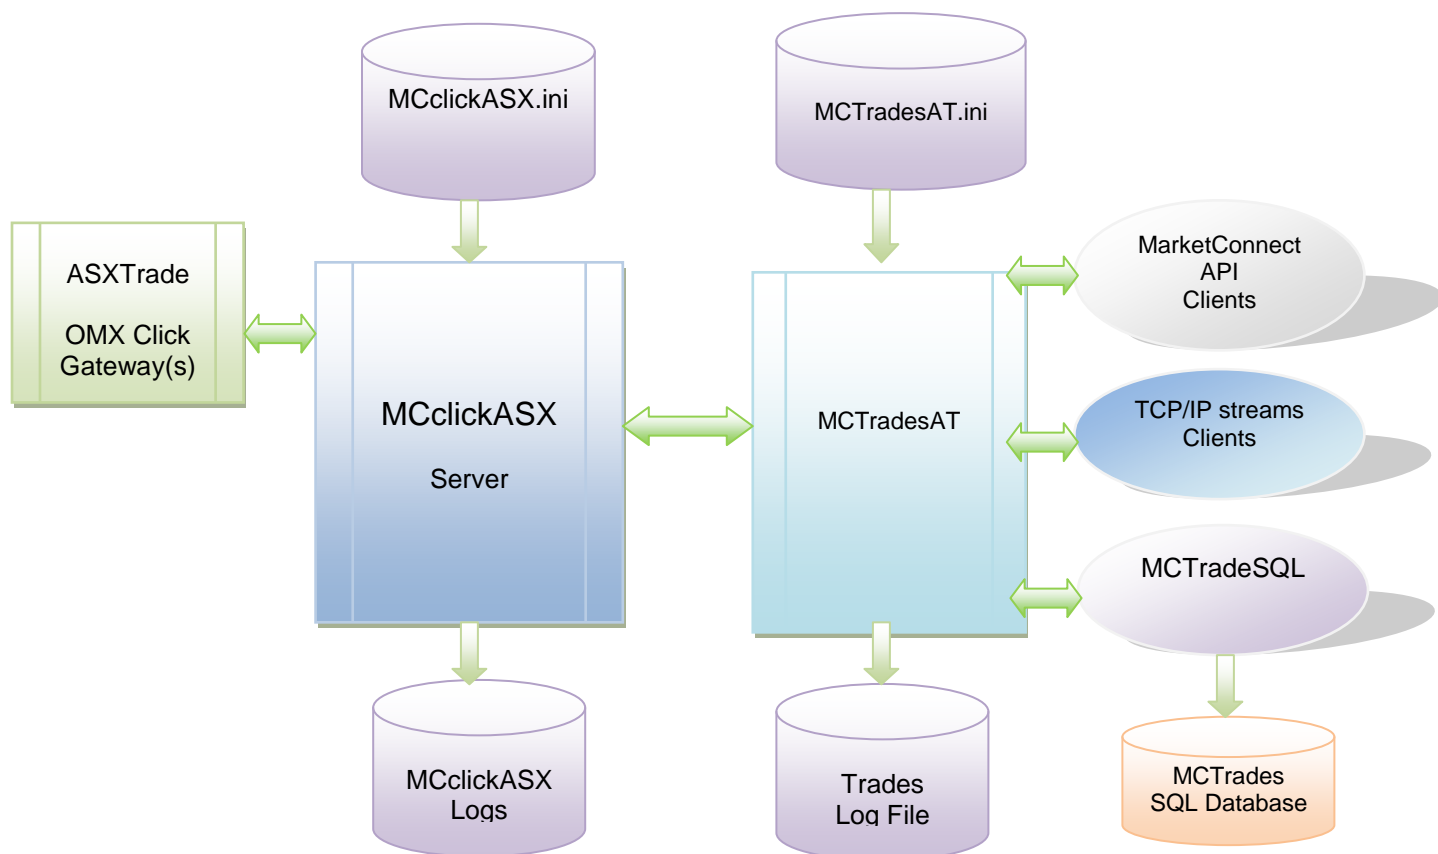 MCclickASX.ini
MCTradesAT.ini
ASXTrade
OMX Click
Gateway(s)
MCclickASX
Server
MCTradesAT
MarketConnect
API
Clients
TCP/IP streams
Clients
MCTradeSQL
MCclickASX
Logs
Trades
Log File
MCTrades
SQL Database